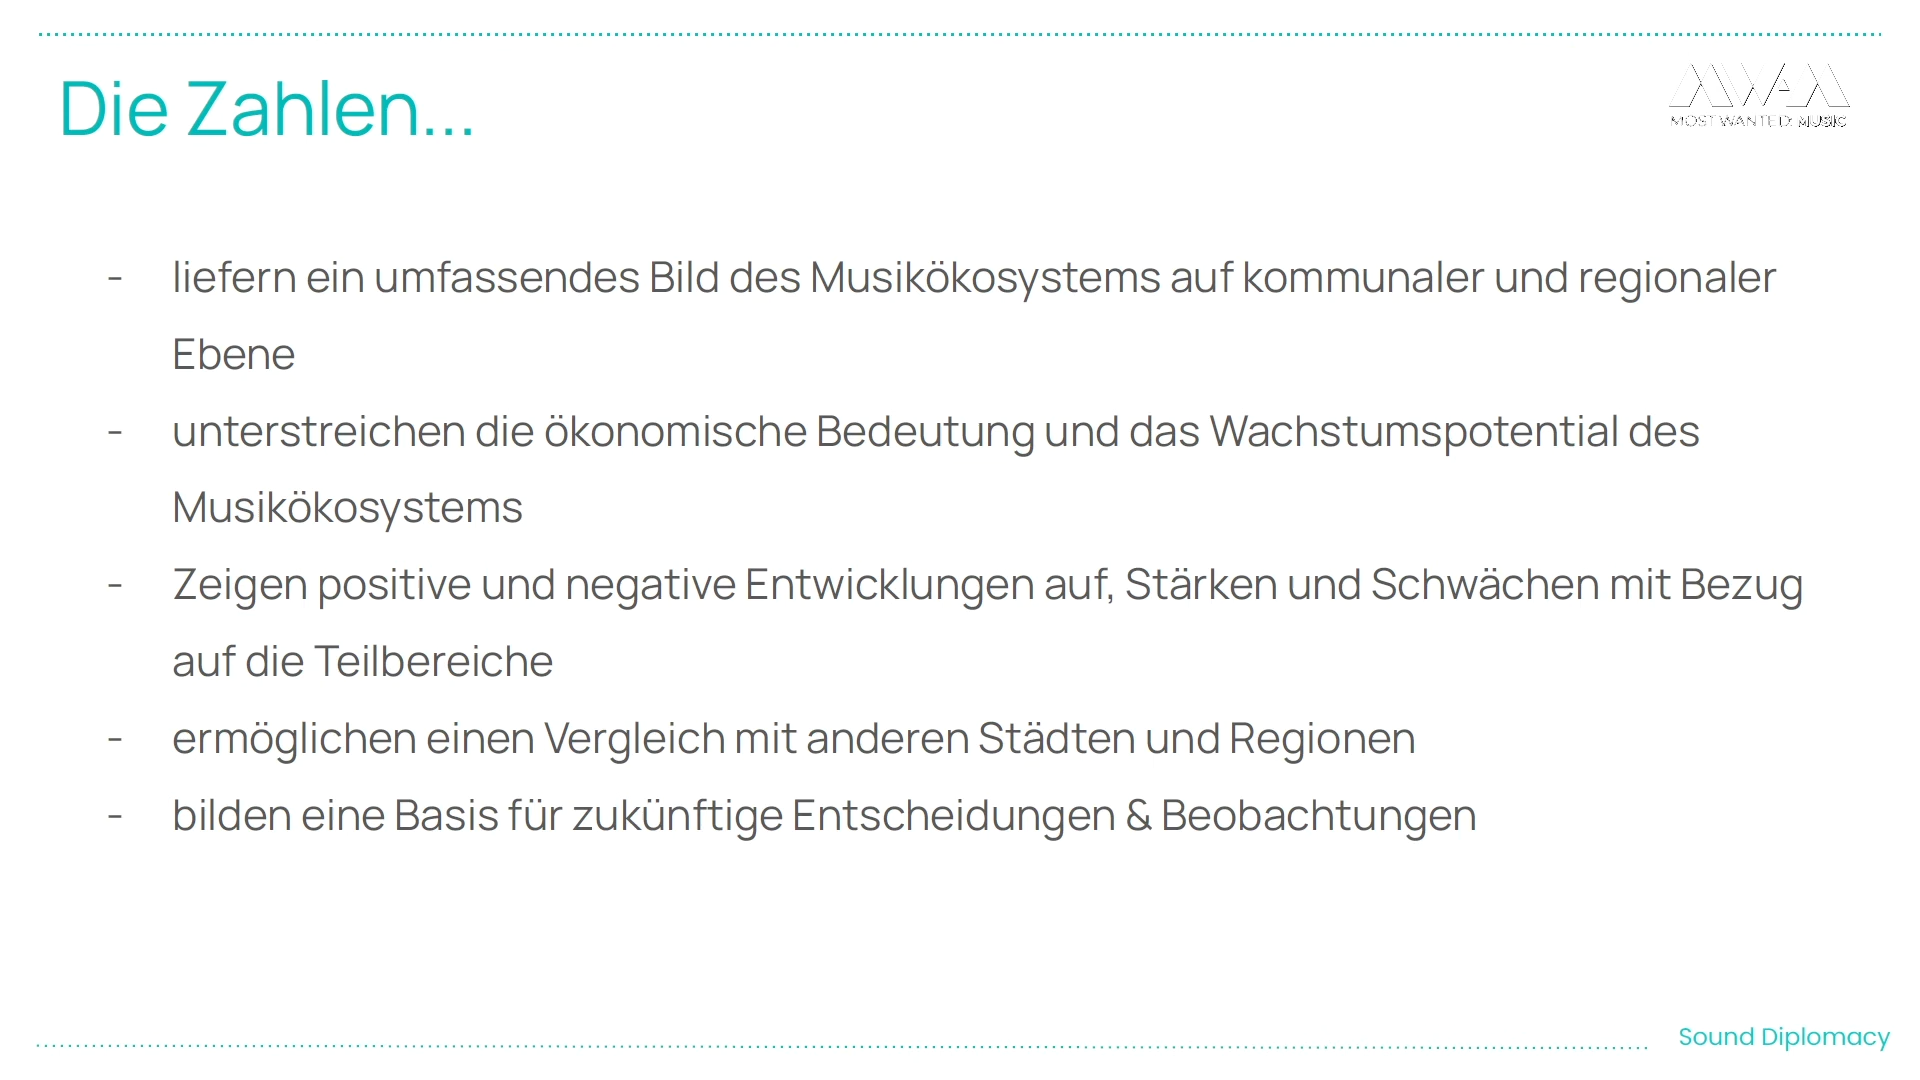 Die Zahlen...
MOST WANTED: MUSIC
- liefern ein umfassendes Bild des Musikökosystems auf kommunaler und regionaler
Ebene
- unterstreichen die ökonomische Bedeutung und das Wachstumspotential des
Musikökosystems
- Zeigen positive und negative Entwicklungen auf, Stärken und Schwächen mit Bezug
auf die Teilbereiche
- ermöglichen einen Vergleich mit anderen Städten und Regionen
- bilden eine Basis für zukünftige Entscheidungen & Beobachtungen
Sound Diplomacy